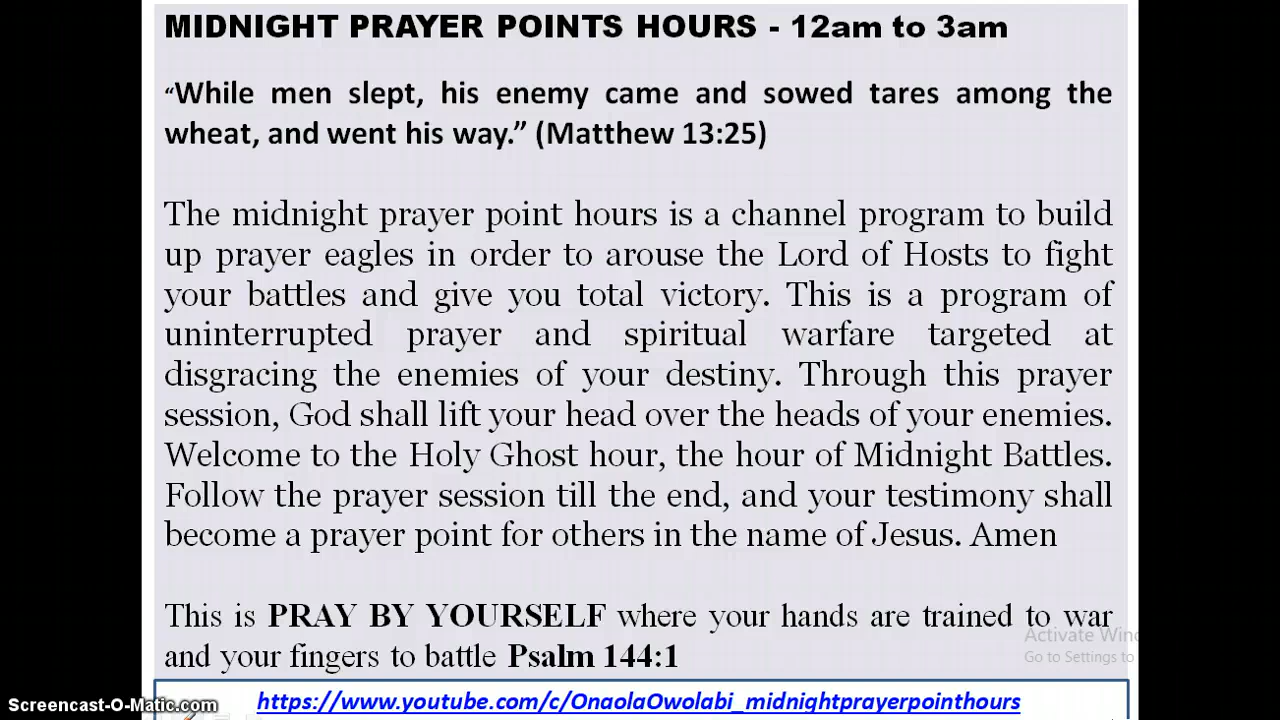 MIDNIGHT PRAYER POINTS HOURS - 12am to 3am
“While men slept, his enemy came and sowed tares among the
wheat, and went his way.” (Matthew 13:25)
The midnight prayer point hours is a channel program to build
up prayer eagles in order to arouse the Lord of Hosts to fight
your battles and give you total victory. This is a program of
uninterrupted prayer and spiritual warfare targeted at
disgracing the enemies of your destiny. Through this prayer
session, God shall lift your head over the heads of your enemies.
Welcome to the Holy Ghost hour, the hour of Midnight Battles.
Follow the prayer session till the end, and your testimony shall
become a prayer point for others in the name of Jesus. Amen
This is PRAY BY YOURSELF where your hands are trained to war
and your fingers to battle Psalm 144:1
Activate Wind
Go to Settings to
https://www.youtube.com/c/OnaolaOwolabi_midnightprayerpointhours
Screencast-O-Matic.com